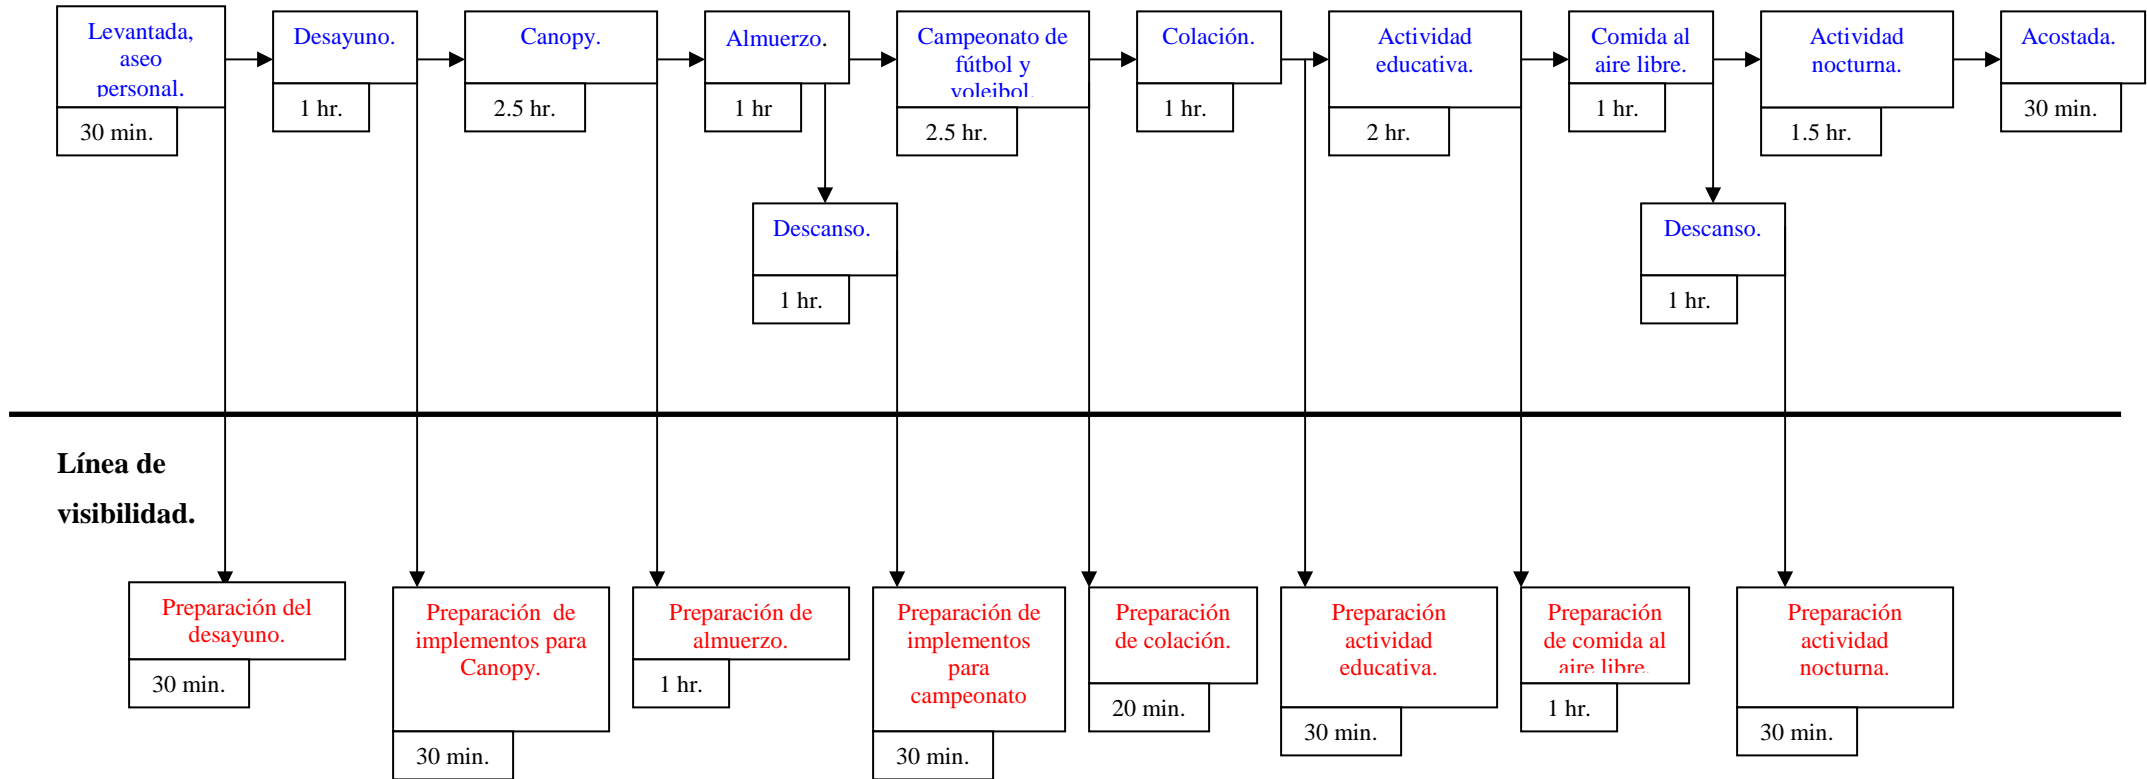 Levantada,
aseo
personal.
30 min.
Desayuno.
1 hr.
Canopy.
2.5 hr.
Almuerzo.
1 hr
Campeonato de
fútbol y
voleibol.
2.5 hr.
Colación.
1 hr.
Actividad
educativa.
2 hr.
Comida al
aire libre.
1 hr.
Actividad
nocturna.
1.5 hr.
Acostada.
30 min.
Descanso.
1 hr.
Descanso.
1 hr.
Línea de
visibilidad.
Preparación del
desayuno.
30 min.
Preparación de
implementos para
Canopy.
30 min.
Preparación de
almuerzo.
1 hr.
Preparación de
implementos
para
campeonato
30 min.
Preparación
de colación.
20 min.
Preparación
actividad
educativa.
30 min.
Preparación
de comida al
aire libre.
1 hr.
Preparación
actividad
nocturna.
30 min.